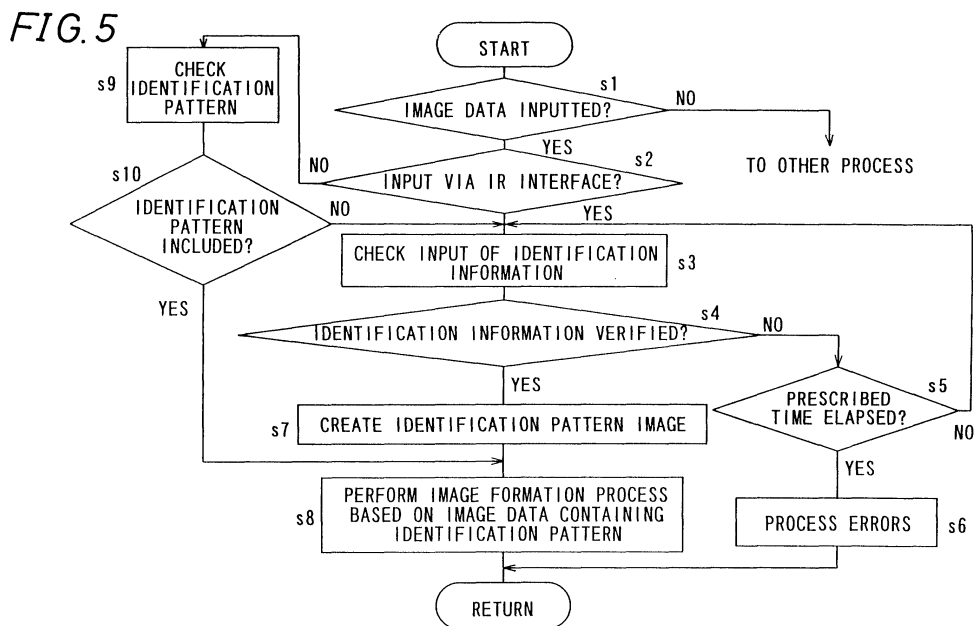 FIG.5
START
s9
CHECK
IDENTIFICATION
PATTERN
s1
IMAGE DATA INPUTTED?
NO
TO OTHER PROCESS
YES
s2
INPUT VIA IR INTERFACE?
NO
YES
s10
IDENTIFICATION
PATTERN
INCLUDED?
NO
YES
CHECK INPUT OF IDENTIFICATION
INFORMATION
s3
s4
IDENTIFICATION INFORMATION VERIFIED?
NO
YES
s5
PRESCRIBED
TIME ELAPSED?
NO
YES
s7
CREATE IDENTIFICATION PATTERN IMAGE
s8
PERFORM IMAGE FORMATION PROCESS
BASED ON IMAGE DATA CONTAINING
IDENTIFICATION PATTERN
PROCESS ERRORS
s6
RETURN